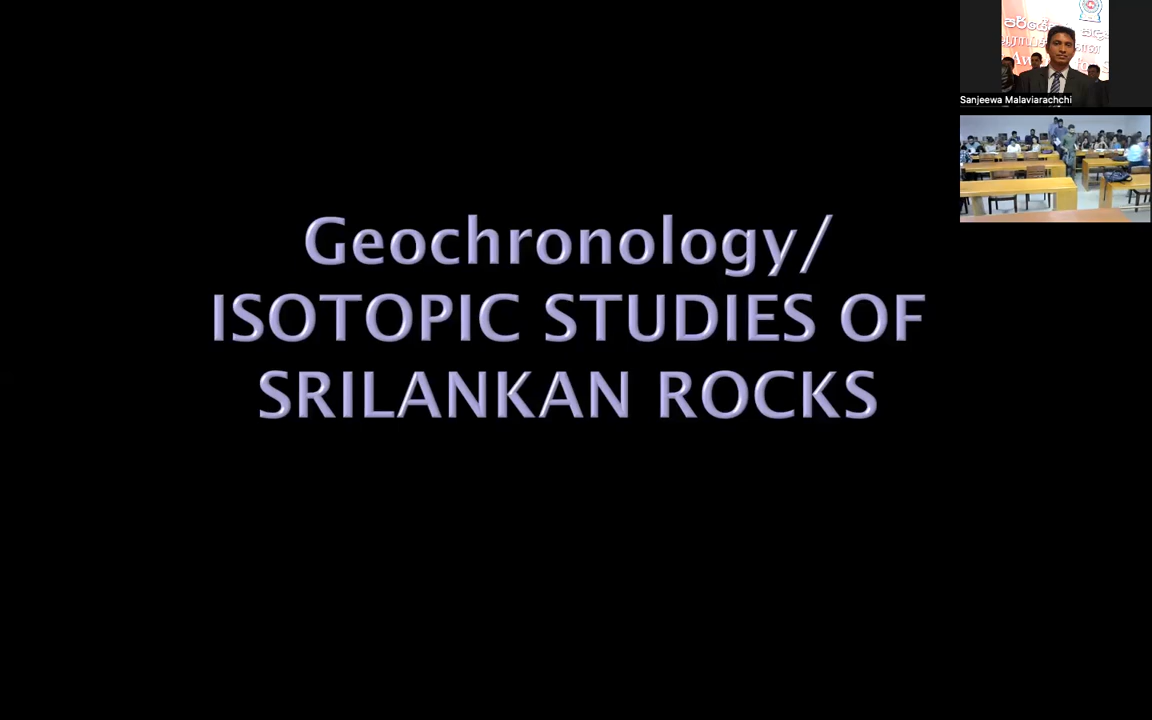 Geochronology/
ISOTOPIC STUDIES OF
SRILANKAN ROCKS
Sanjeewa Malaviarachchi